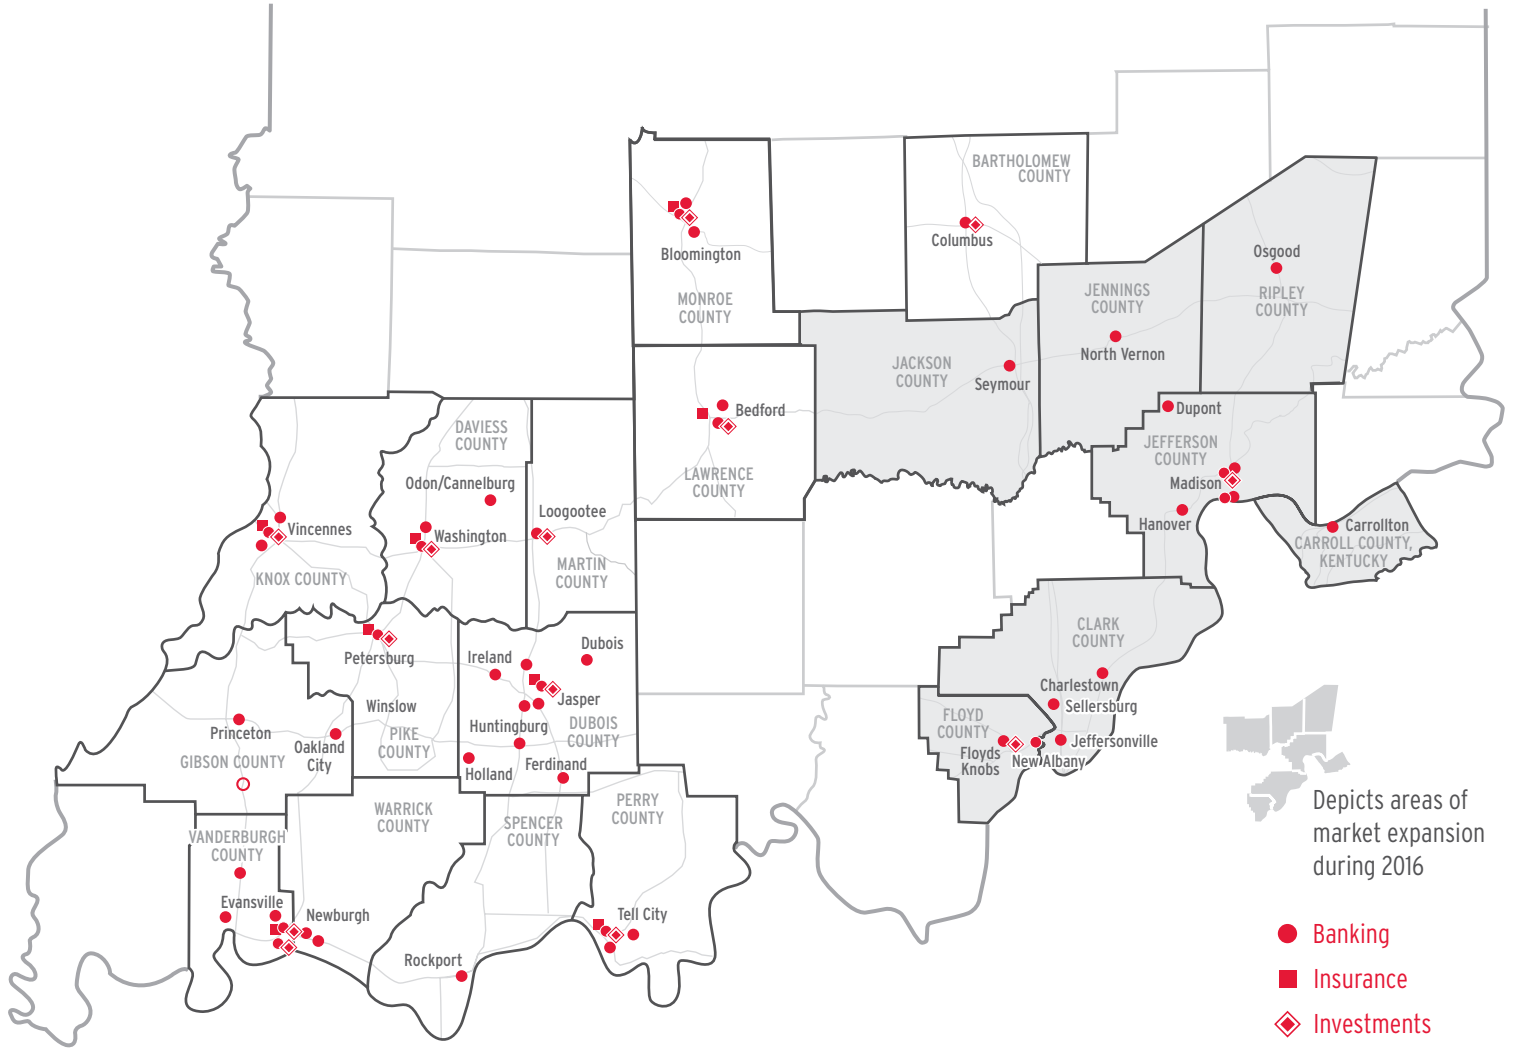 BARTHOLOMEW
COUNTY
Columbus
Bloomington
MONROE
COUNTY
Osgood
RIPLEY
COUNTY
JENNINGS
COUNTY
North Vernon
JACKSON
COUNTY
Seymour
Bedford
LAWRENCE
COUNTY
Dupont
JEFFERSON
COUNTY
Madison
Hanover
Carrollton
CARROLL COUNTY,
KENTUCKY
DAVIESS
COUNTY
Odon/Cannelburg
Washington
Loogootee
MARTIN
COUNTY
Vincennes
KNOX COUNTY
Petersburg
Winslow
PIKE
COUNTY
Ireland
Dubois
Jasper
Huntingburg
DUBOIS
COUNTY
Holland
Ferdinand
Princeton
Oakland
City
GIBSON COUNTY
CLARK
COUNTY
Charlestown
Sellersburg
FLOYD
COUNTY
Floyds
Knobs
New Albany
Jeffersonville
VANDERBURGH
COUNTY
Evansville
WARRICK
COUNTY
Newburgh
SPENCER
COUNTY
Rockport
PERRY
COUNTY
Tell City
Depicts areas of
market expansion
during 2016
Banking
Insurance
Investments